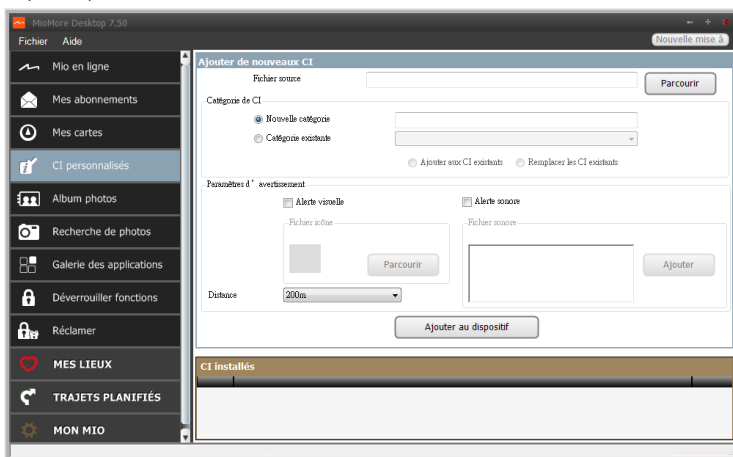 MioMore Desktop 7.50
Fichier Aide
Nouvelle mise à
Mio en ligne
Mes abonnements
Mes cartes
CI personnalisés
Album photos
Recherche de photos
Galerie des applications
Déverrouiller fonctions
Réclamer
MES LIEUX
TRAJETS PLANIFIÉS
MON MIO
Ajouter de nouveaux CI
Fichier source
Parcourir
Catégorie de CI
Nouvelle catégorie
Catégorie existante
Ajouter aux CI existants Remplacer les CI existants
Paramètres d’ avertissement
Alerte visuelle Alerte sonore
Fichier icône Fichier sonore
Parcourir Ajouter
Distance 200m
Ajouter au dispositif
CI installés